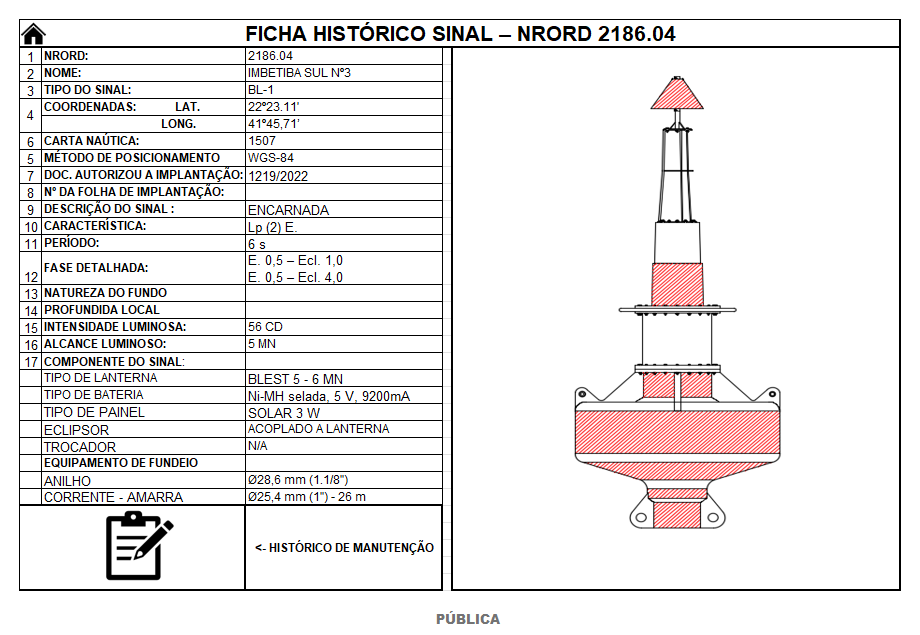 FICHA HISTÓRICO SINAL – NRORD 2186.04
1 NRORD: 2186.04
2 NOME: IMBETIBA SUL Nº3
3 TIPO DO SINAL: BL-1
4 COORDENADAS: LAT. 22º23.11'
LONG. 41º45,71'
6 CARTA NAÚTICA: 1507
5 MÉTODO DE POSICIONAMENTO WGS-84
7 DOC. AUTORIZOU A IMPLANTAÇÃO: 1219/2022
8 Nº DA FOLHA DE IMPLANTAÇÃO:
9 DESCRIÇÃO DO SINAL : ENCARNADA
10 CARACTERÍSTICA: Lp (2) E.
11 PERÍODO: 6 s
12 FASE DETALHADA: E. 0,5 – Ecl. 1,0
E. 0,5 – Ecl. 4,0
13 NATUREZA DO FUNDO
14 PROFUNDIDA LOCAL
15 INTENSIDADE LUMINOSA: 56 CD
16 ALCANCE LUMINOSO: 5 MN
17 COMPONENTE DO SINAL:
TIPO DE LANTERNA BLEST 5 - 6 MN
TIPO DE BATERIA Ni-MH selada, 5 V, 9200mA
TIPO DE PAINEL SOLAR 3 W
ECLIPSOR ACOPLADO A LANTERNA
TROCADOR N/A
EQUIPAMENTO DE FUNDEIO
ANILHO Ø28,6 mm (1.1/8")
CORRENTE - AMARRA Ø25,4 mm (1") - 26 m
<- HISTÓRICO DE MANUTENÇÃO
PÚBLICA